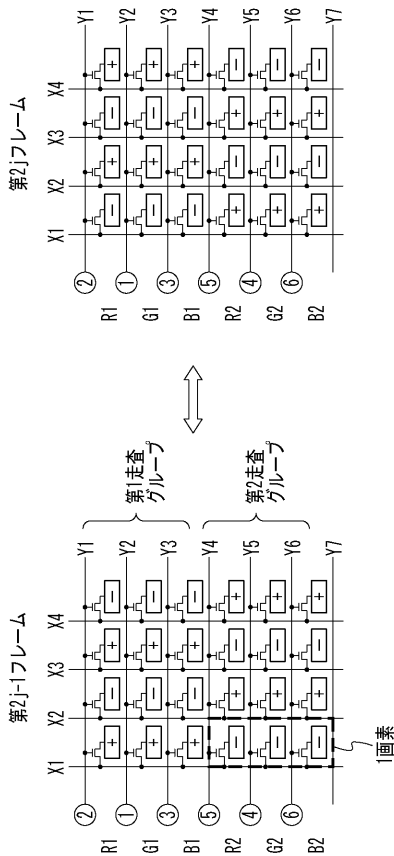 第2j-1フレーム
X1 X2 X3 X4
② Y1
R1 + − + −
① Y2
G1 + − + −
③ Y3
B1 + − + −
⑤ Y4
R2 − + − +
④ Y5
G2 − + − +
⑥ Y6
B2 − + − +
Y7
1画素
第1走査
グループ
第2走査
グループ
第2jフレーム
X1 X2 X3 X4
② Y1
R1 − + − +
① Y2
G1 − + − +
③ Y3
B1 − + − +
⑤ Y4
R2 + − + −
④ Y5
G2 + − + −
⑥ Y6
B2 + − + −
Y7